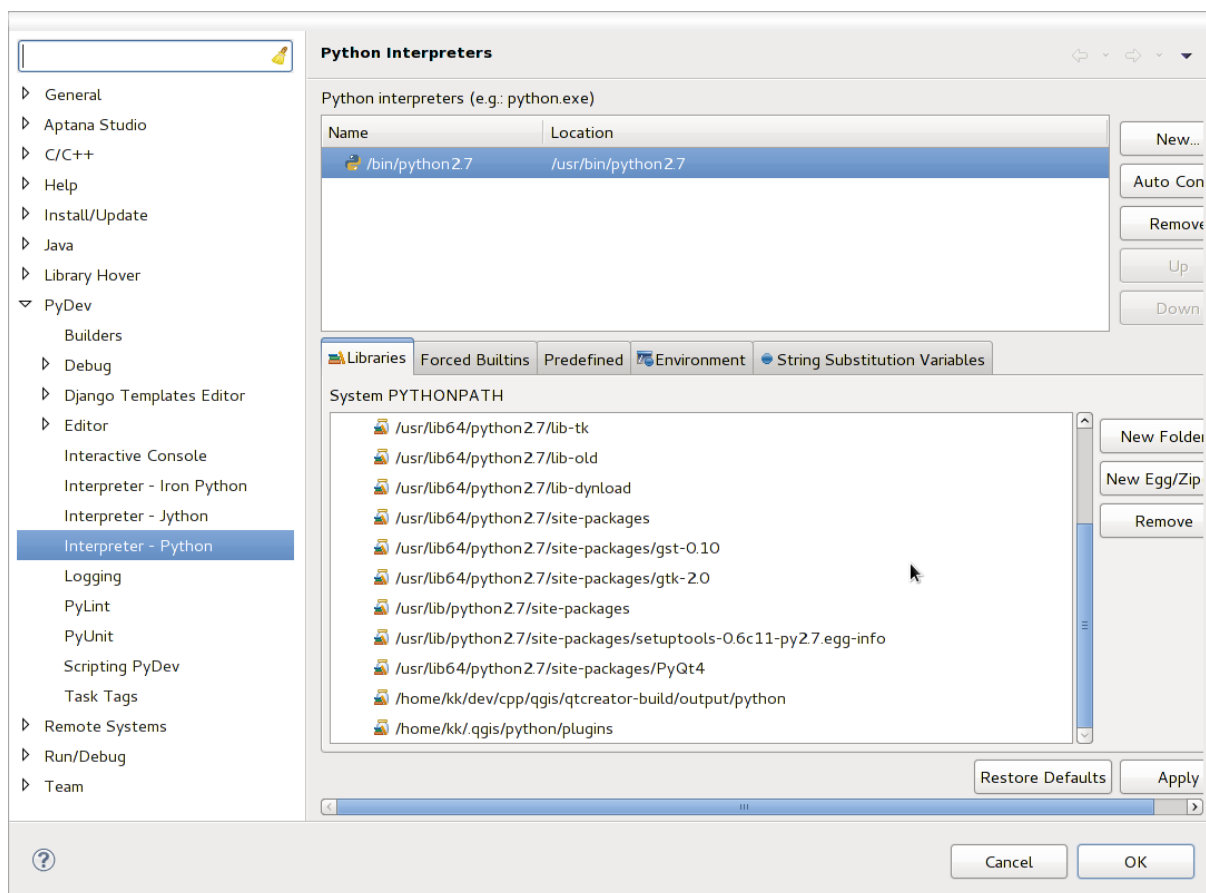 Python Interpreters
General
Aptana Studio
C/C++
Help
Install/Update
Java
Library Hover
PyDev
Builders
Debug
Django Templates Editor
Editor
Interactive Console
Interpreter - Iron Python
Interpreter - Jython
Interpreter - Python
Logging
PyLint
PyUnit
Scripting PyDev
Task Tags
Remote Systems
Run/Debug
Team
Python interpreters (e.g.: python.exe)
Name Location
/bin/python2.7 /usr/bin/python2.7
New...
Auto Con
Remove
Up
Down
Libraries Forced Builtins Predefined Environment String Substitution Variables
System PYTHONPATH
/usr/lib64/python2.7/lib-tk
/usr/lib64/python2.7/lib-old
/usr/lib64/python2.7/lib-dynload
/usr/lib64/python2.7/site-packages
/usr/lib64/python2.7/site-packages/gst-0.10
/usr/lib64/python2.7/site-packages/gtk-2.0
/usr/lib/python2.7/site-packages
/usr/lib/python2.7/site-packages/setuptools-0.6c11-py2.7.egg-info
/usr/lib64/python2.7/site-packages/PyQt4
/home/kk/dev/cpp/qgis/qtcreator-build/output/python
/home/kk/.qgis/python/plugins
New Folder
New Egg/Zip
Remove
Restore Defaults Apply
Cancel OK